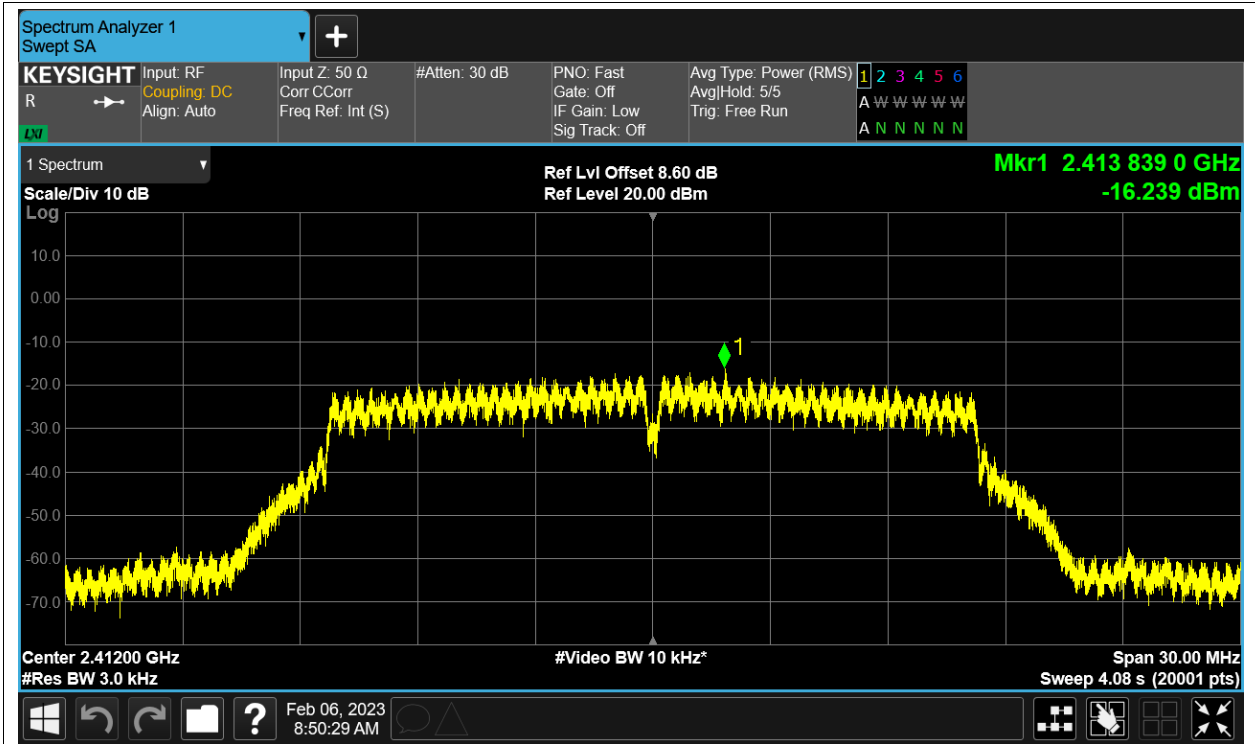 Spectrum Analyzer 1
Swept SA
KEYSIGHT
R
LXI
Input: RF
Coupling: DC
Align: Auto
Input Z: 50 Ω
Corr CCorr
Freq Ref: Int (S)
#Atten: 30 dB
PNO: Fast
Gate: Off
IF Gain: Low
Sig Track: Off
Avg Type: Power (RMS)
Avg|Hold: 5/5
Trig: Free Run
1 2 3 4 5 6
A W W W W W
A N N N N N
1 Spectrum
Scale/Div 10 dB
Log
Ref Lvl Offset 8.60 dB
Ref Level 20.00 dBm
Mkr1 2.413 839 0 GHz
-16.239 dBm
10.0
0.00
-10.0
1
-20.0
-30.0
-40.0
-50.0
-60.0
-70.0
Center 2.41200 GHz
#Res BW 3.0 kHz
#Video BW 10 kHz*
Span 30.00 MHz
Sweep 4.08 s (20001 pts)
?
Feb 06, 2023
8:50:29 AM